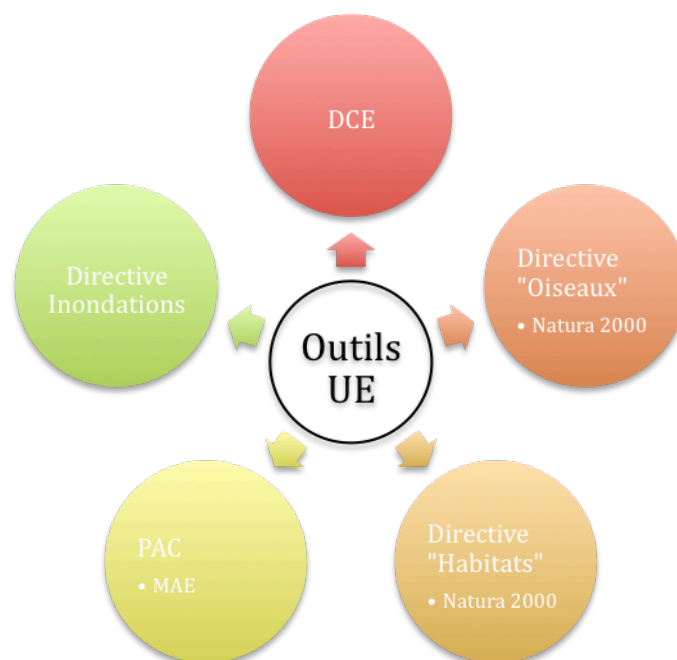 DCE
Directive
"Oiseaux"
• Natura 2000
Directive
"Habitats"
• Natura 2000
PAC
• MAE
Directive
Inondations
Outils
UE